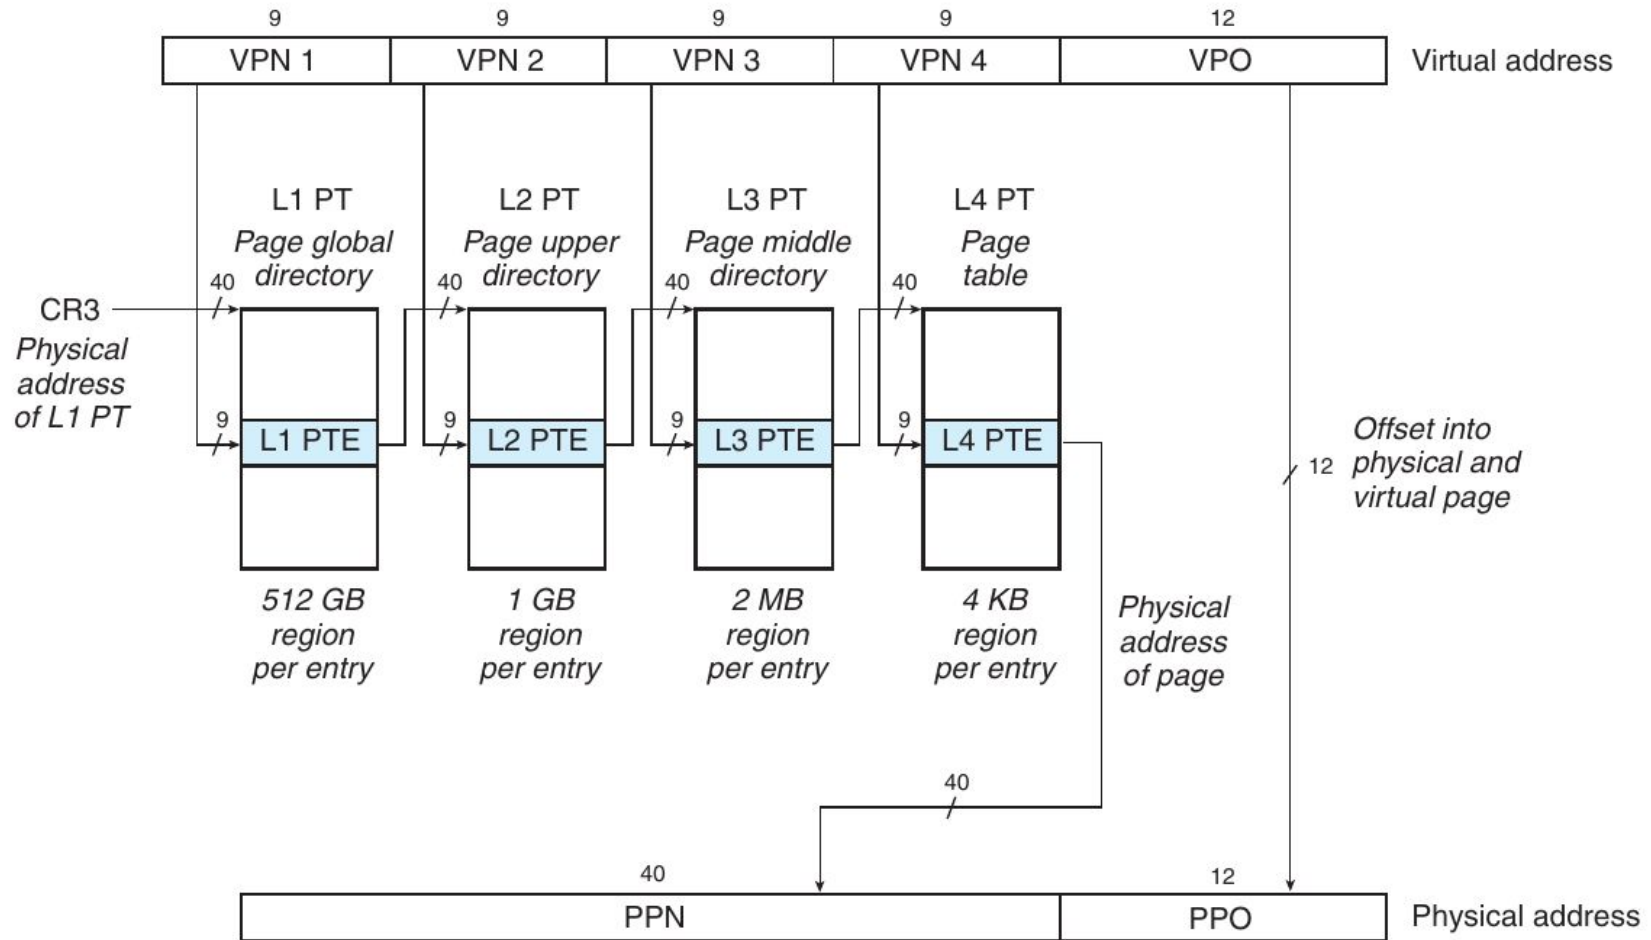 9 9 9 9 12
VPN 1 VPN 2 VPN 3 VPN 4 VPO Virtual address
L1 PT L2 PT L3 PT L4 PT
Page global Page upper Page middle Page
directory directory directory table
40 40 40 40
CR3
Physical
address
of L1 PT
9 9 9 9
L1 PTE L2 PTE L3 PTE L4 PTE
Offset into
12 physical and
virtual page
512 GB 1 GB 2 MB 4 KB
region region region region
per entry per entry per entry per entry
Physical
address
of page
40
40 12
PPN PPO Physical address